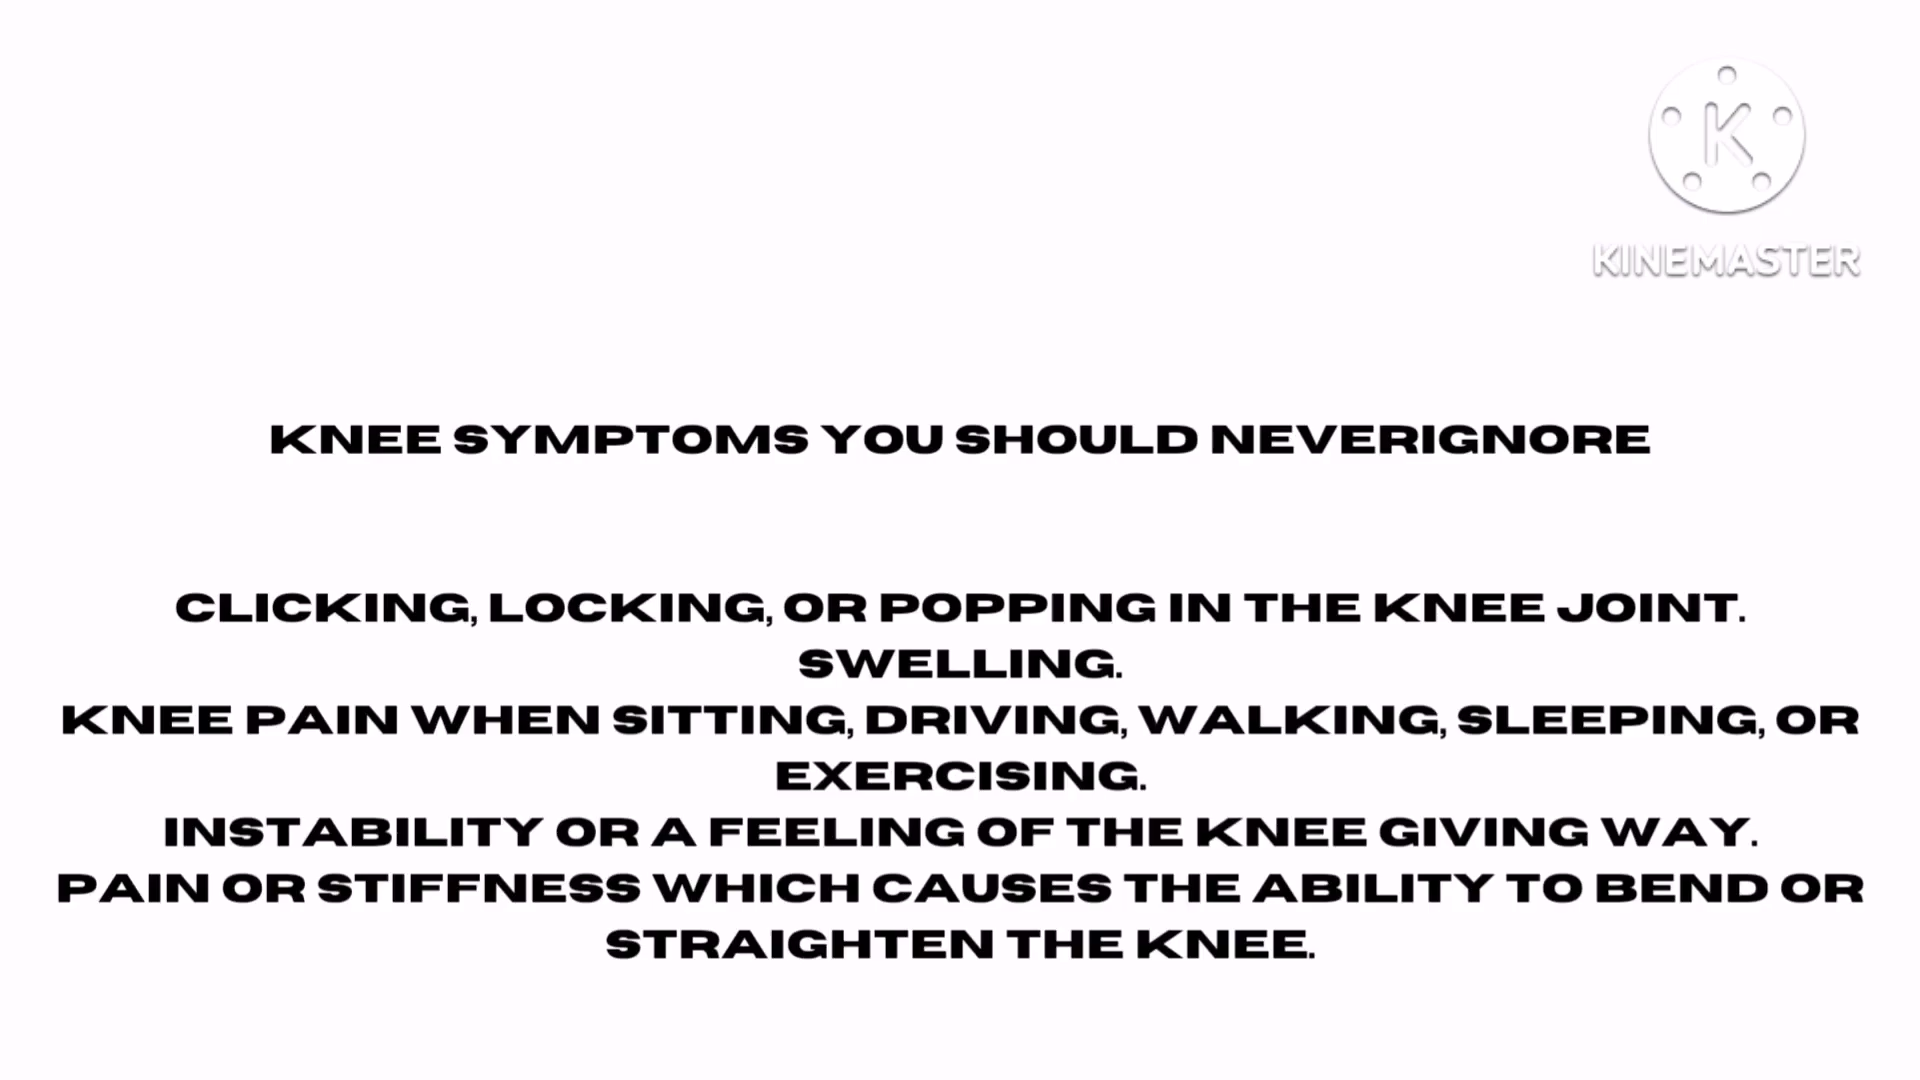 K
KINEMASTER
KNEE SYMPTOMS YOU SHOULD NEVERIGNORE
CLICKING, LOCKING, OR POPPING IN THE KNEE JOINT.
SWELLING.
KNEE PAIN WHEN SITTING, DRIVING, WALKING, SLEEPING, OR
EXERCISING.
INSTABILITY OR A FEELING OF THE KNEE GIVING WAY.
PAIN OR STIFFNESS WHICH CAUSES THE ABILITY TO BEND OR
STRAIGHTEN THE KNEE.